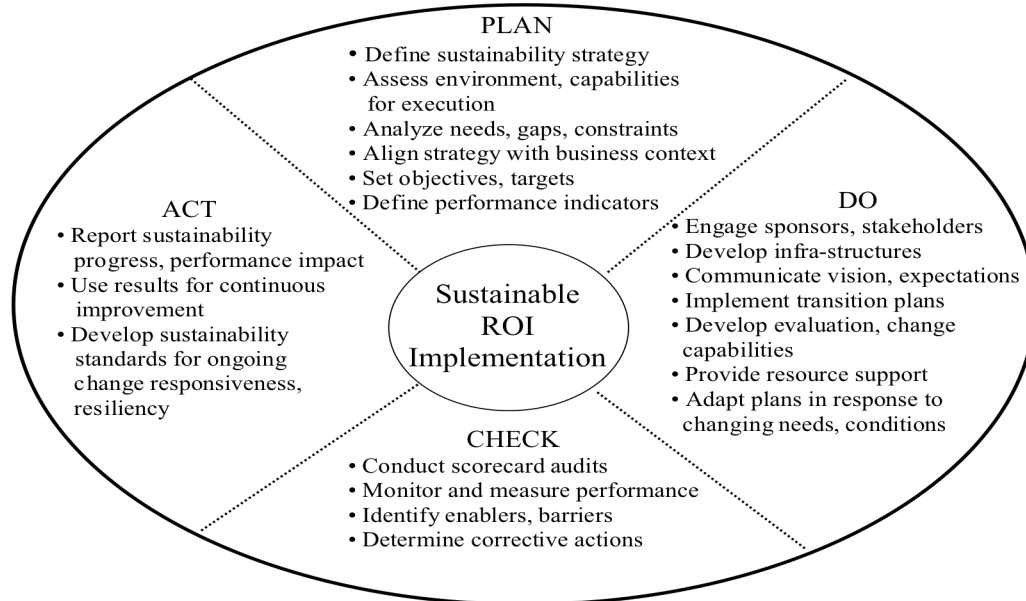 PLAN
• Define sustainability strategy
• Assess environment, capabilities
for execution
• Analyze needs, gaps, constraints
• Align strategy with business context
• Set objectives, targets
• Define performance indicators
ACT
• Report sustainability
progress, performance impact
• Use results for continuous
improvement
• Develop sustainability
standards for ongoing
change responsiveness,
resiliency
Sustainable
ROI
Implementation
DO
• Engage sponsors, stakeholders
• Develop infra-structures
• Communicate vision, expectations
• Implement transition plans
• Develop evaluation, change
capabilities
• Provide resource support
• Adapt plans in response to
changing needs, conditions
CHECK
• Conduct scorecard audits
• Monitor and measure performance
• Identify enablers, barriers
• Determine corrective actions